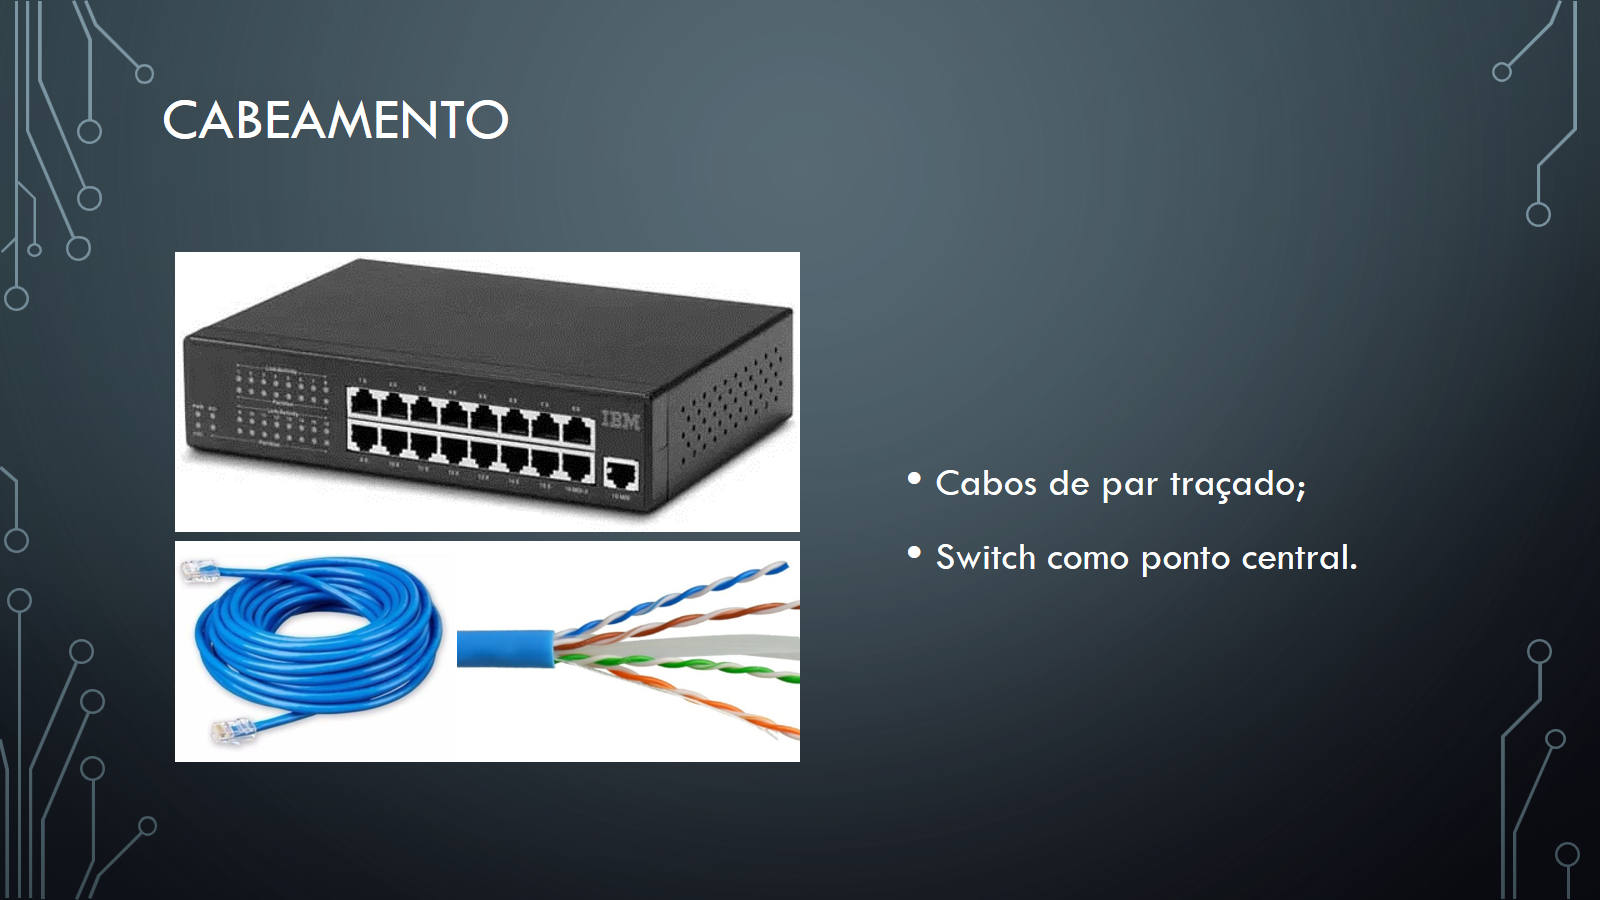 CABEAMENTO
IBM
• Cabos de par traçado;
• Switch como ponto central.